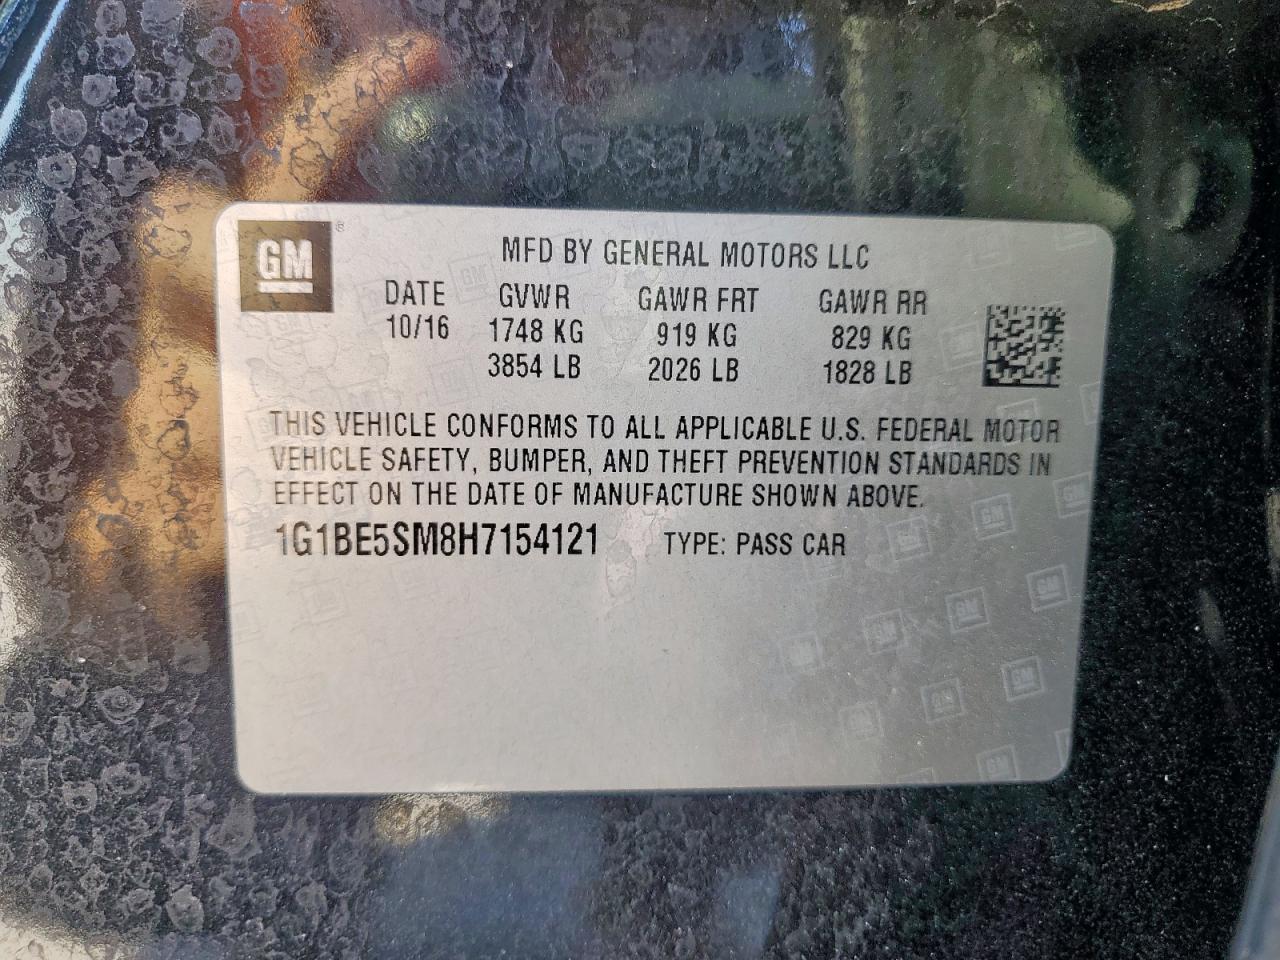 GM ®
MFD BY GENERAL MOTORS LLC
DATE GVWR GAWR FRT GAWR RR
10/16 1748 KG 919 KG 829 KG
3854 LB 2026 LB 1828 LB
THIS VEHICLE CONFORMS TO ALL APPLICABLE U.S. FEDERAL MOTOR
VEHICLE SAFETY, BUMPER, AND THEFT PREVENTION STANDARDS IN
EFFECT ON THE DATE OF MANUFACTURE SHOWN ABOVE.
1G1BE5SM8H7154121 TYPE: PASS CAR